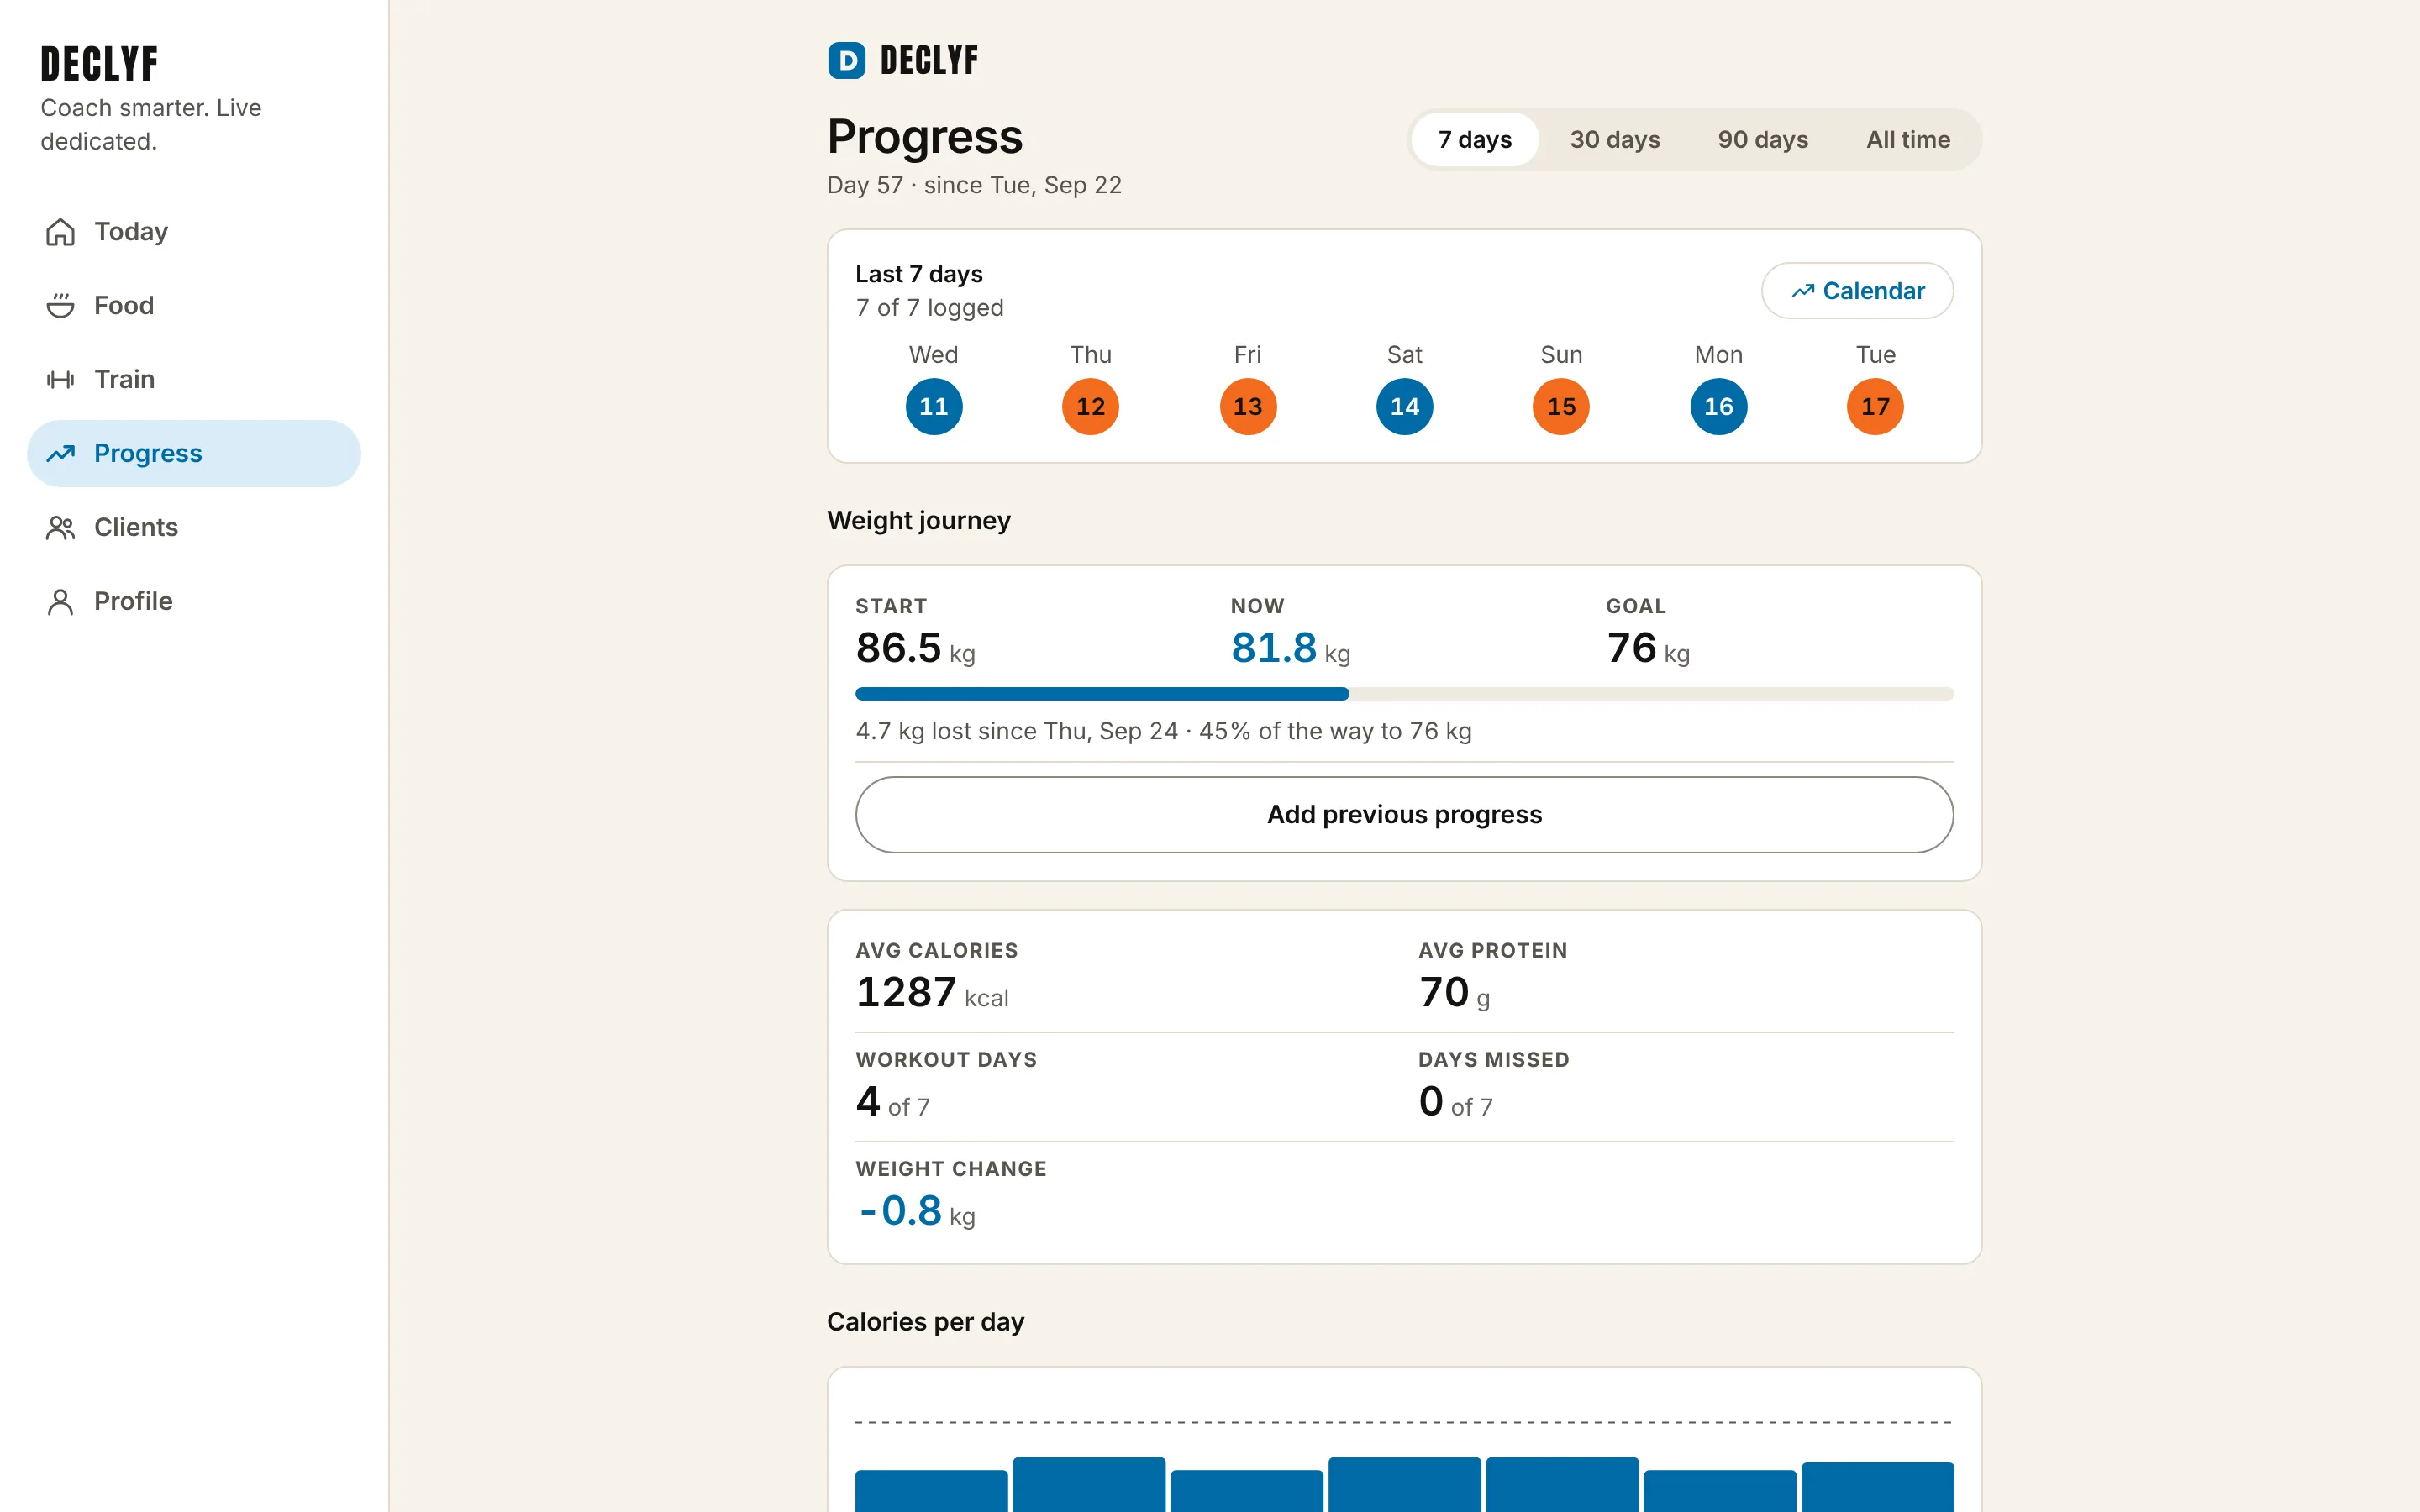 DECLYF
Coach smarter. Live
dedicated.
Today
Food
Train
Progress
Clients
Profile
D DECLYF
Progress
Day 57 · since Tue, Sep 22
7 days 30 days 90 days All time
Last 7 days
7 of 7 logged
Calendar
Wed Thu Fri Sat Sun Mon Tue
11 12 13 14 15 16 17
Weight journey
START NOW GOAL
86.5 kg 81.8 kg 76 kg
4.7 kg lost since Thu, Sep 24 · 45% of the way to 76 kg
Add previous progress
AVG CALORIES AVG PROTEIN
1287 kcal 70 g
WORKOUT DAYS DAYS MISSED
4 of 7 0 of 7
WEIGHT CHANGE
-0.8 kg
Calories per day